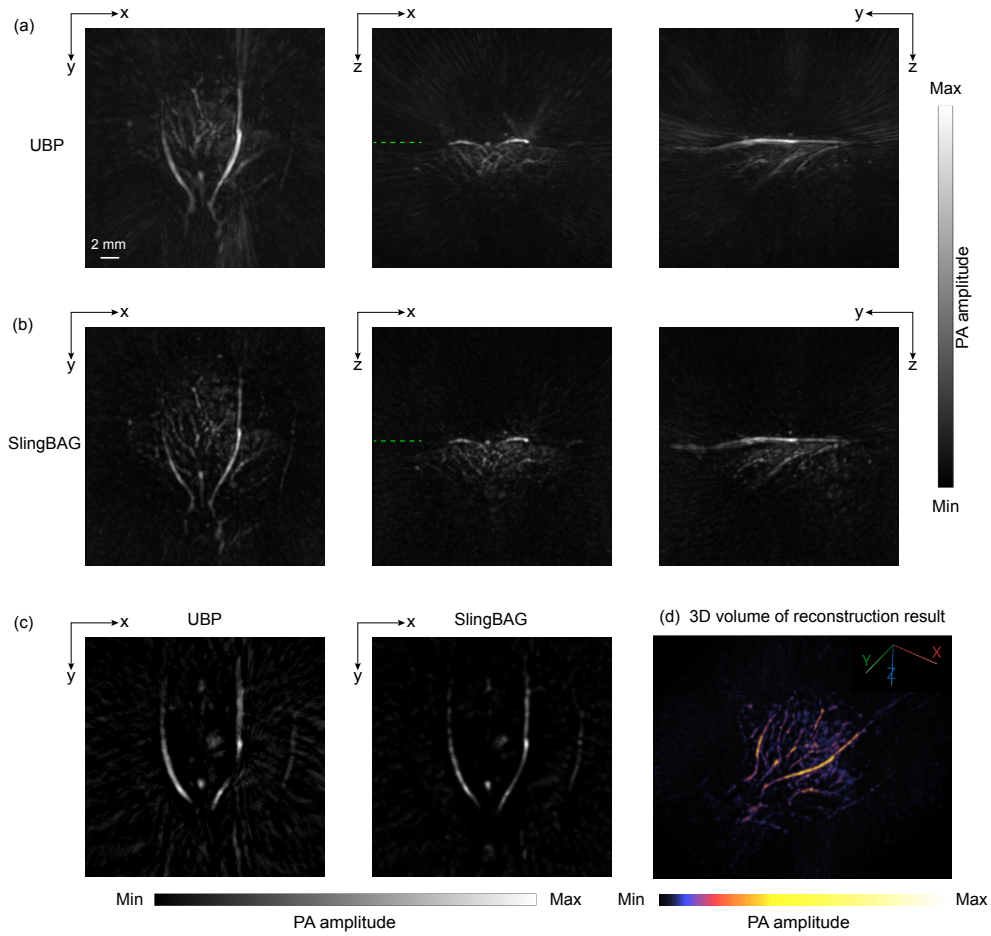 (a)
x
y
x
z
y
z
UBP
2 mm
Max
PA amplitude
Min
(b)
x
y
x
z
y
z
SlingBAG
(c)
x
y
UBP
SlingBAG
(d) 3D volume of reconstruction result
X
Y
Z
Min
Max
PA amplitude
Min
Max
PA amplitude